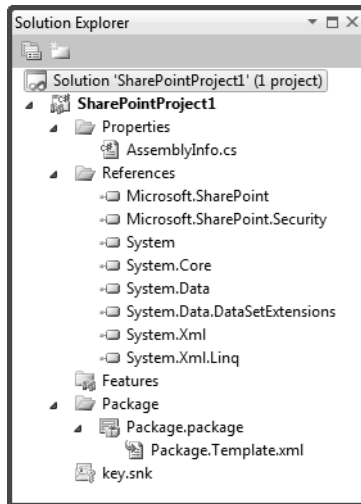 Solution Explorer
Solution 'SharePointProject1' (1 project)
SharePointProject1
Properties
AssemblyInfo.cs
References
Microsoft.SharePoint
Microsoft.SharePoint.Security
System
System.Core
System.Data
System.Data.DataSetExtensions
System.Xml
System.Xml.Linq
Features
Package
Package.package
Package.Template.xml
key.snk